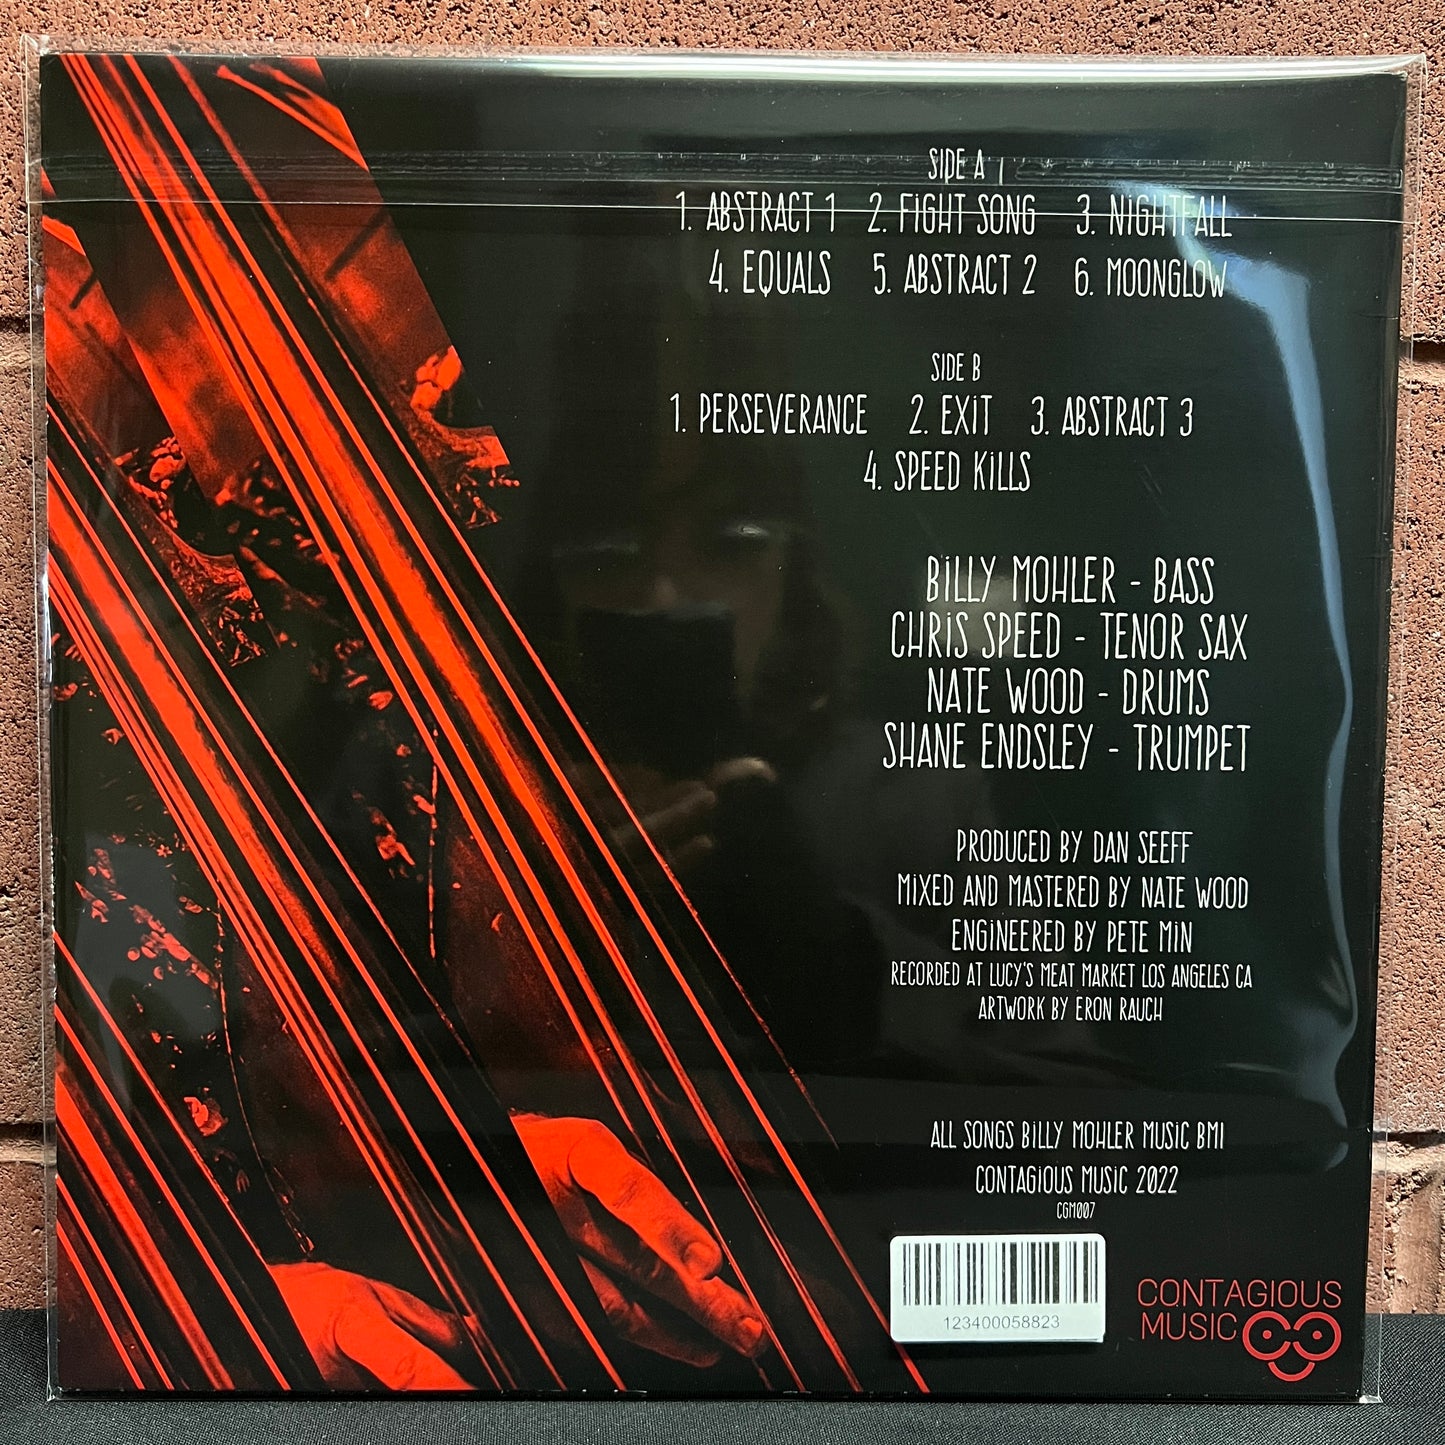 SIDE A
1. ABSTRACT 1 2. FIGHT SONG 3. NIGHTFALL
4. EQUALS 5. ABSTRACT 2 6. MOONGLOW
SIDE B
1. PERSEVERANCE 2. EXIT 3. ABSTRACT 3
4. SPEED KILLS
BILLY MOHLER - BASS
CHRIS SPEED - TENOR SAX
NATE WOOD - DRUMS
SHANE ENDSLEY - TRUMPET
PRODUCED BY DAN SEEFF
MIXED AND MASTERED BY NATE WOOD
ENGINEERED BY PETE MIN
RECORDED AT LUCY'S MEAT MARKET LOS ANGELES CA
ARTWORK BY ERON RAUCH
ALL SONGS BILLY MOHLER MUSIC BMI
CONTAGIOUS MUSIC 2022
CGM007
123400058823
CONTAGIOUS
MUSIC